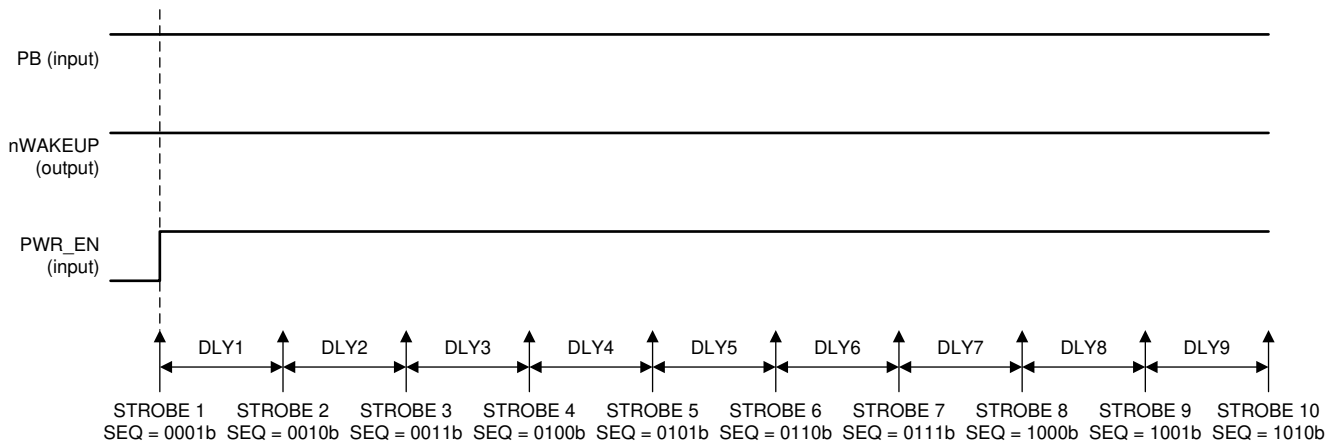 PB (input)
nWAKEUP
(output)
PWR_EN
(input)
DLY1 DLY2 DLY3 DLY4 DLY5 DLY6 DLY7 DLY8 DLY9
STROBE 1 STROBE 2 STROBE 3 STROBE 4 STROBE 5 STROBE 6 STROBE 7 STROBE 8 STROBE 9 STROBE 10
SEQ = 0001b SEQ = 0010b SEQ = 0011b SEQ = 0100b SEQ = 0101b SEQ = 0110b SEQ = 0111b SEQ = 1000b SEQ = 1001b SEQ = 1010b